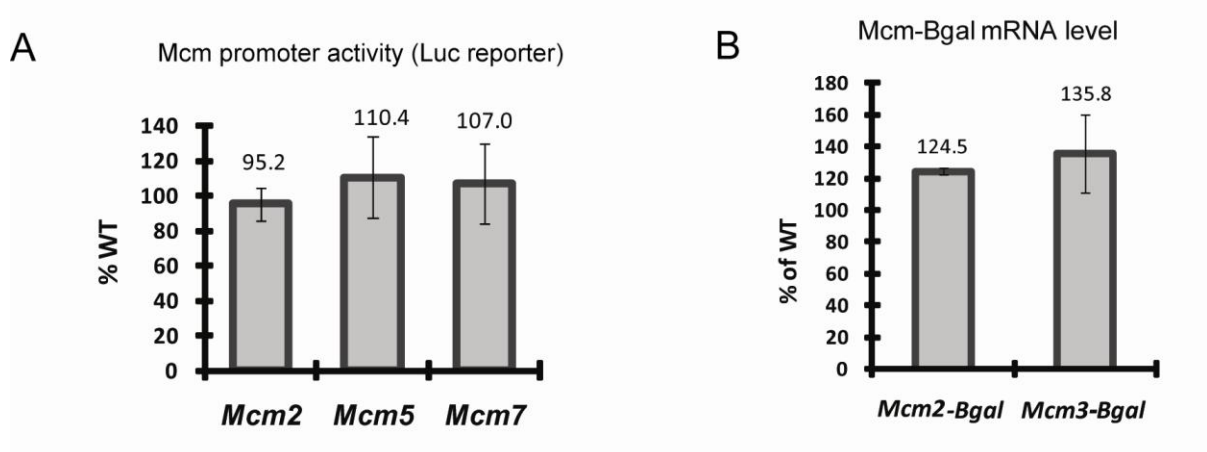 A
Mcm promoter activity (Luc reporter)
% WT
140
120
100
80
60
40
20
0
95.2
110.4
107.0
Mcm2 Mcm5 Mcm7
B
Mcm-Bgal mRNA level
% of WT
180
160
140
120
100
80
60
40
20
0
124.5
135.8
Mcm2-Bgal Mcm3-Bgal